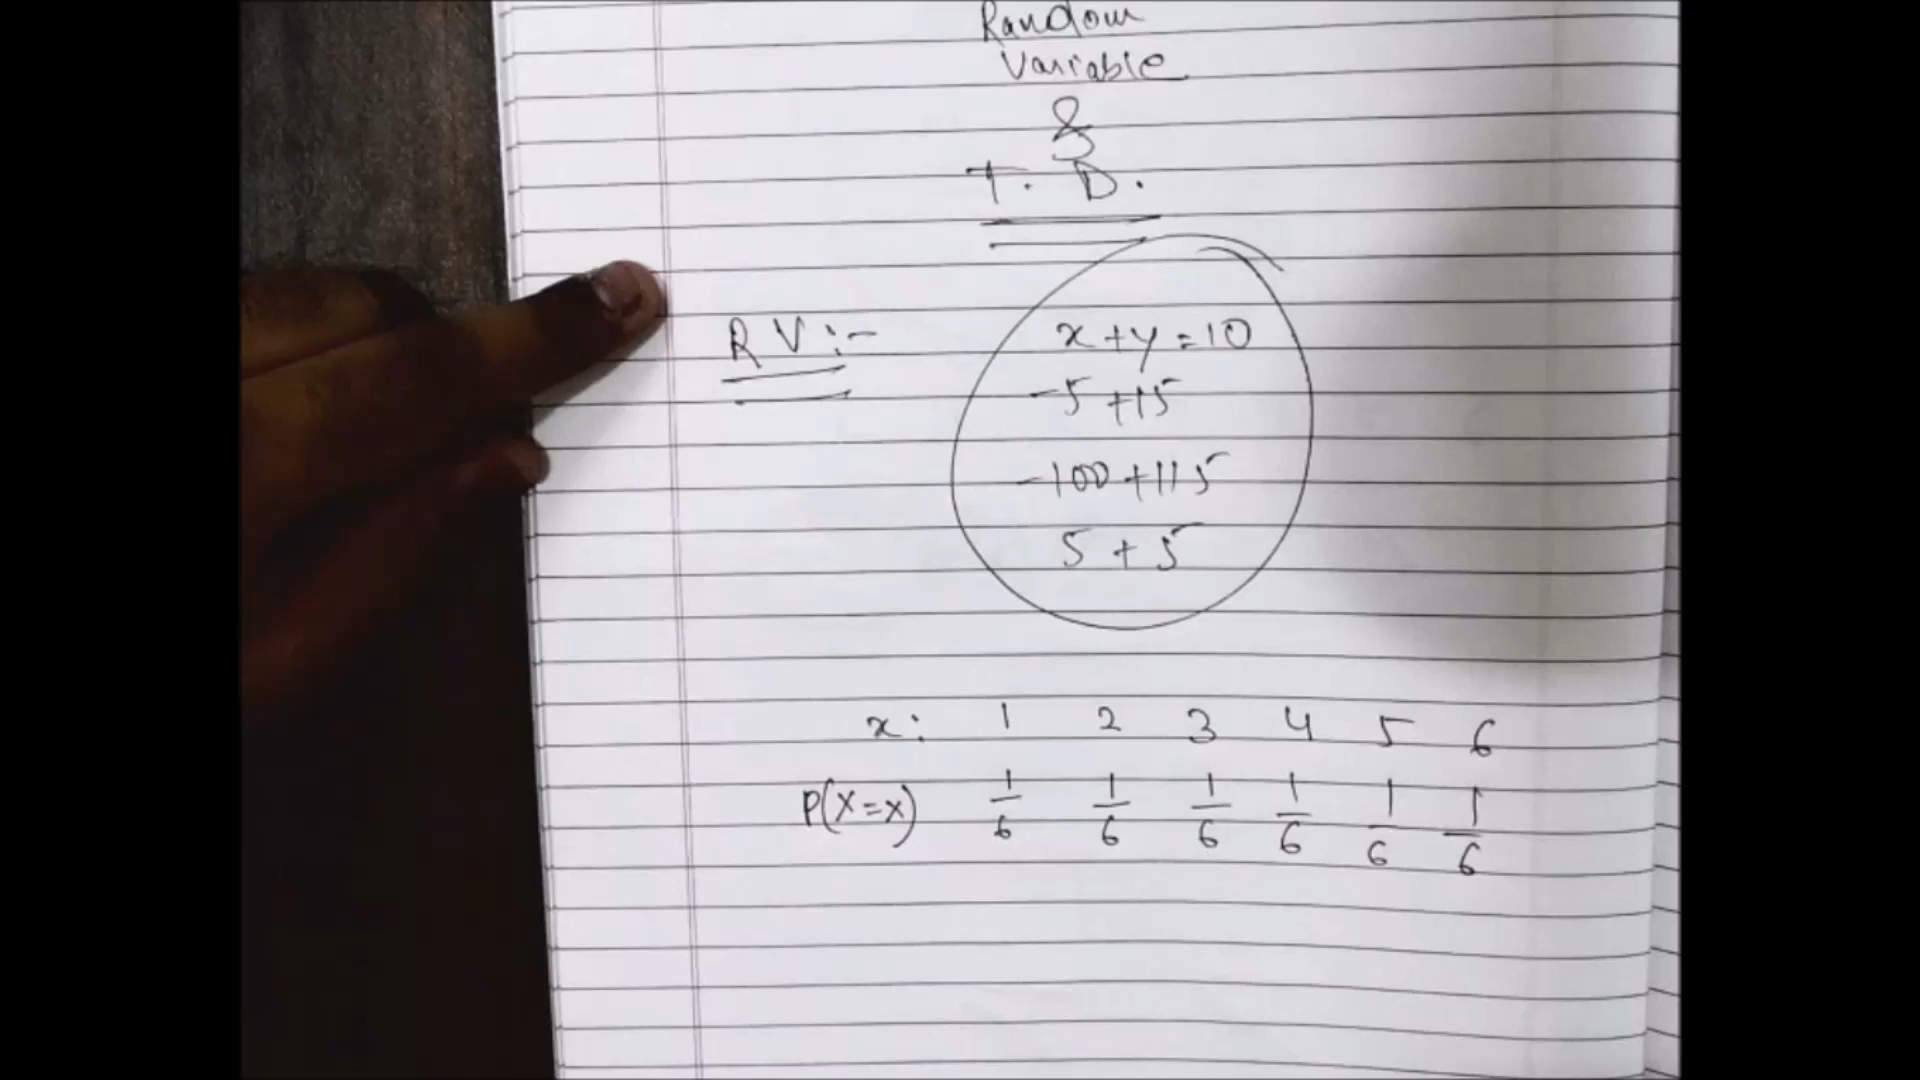 Random
Variable
&
T. D.
RV :-
x + y = 10
-5 + 15
-100 + 115
5 + 5
x: 1 2 3 4 5 6
P(X=x) 1/6 1/6 1/6 1/6 1/6 1/6